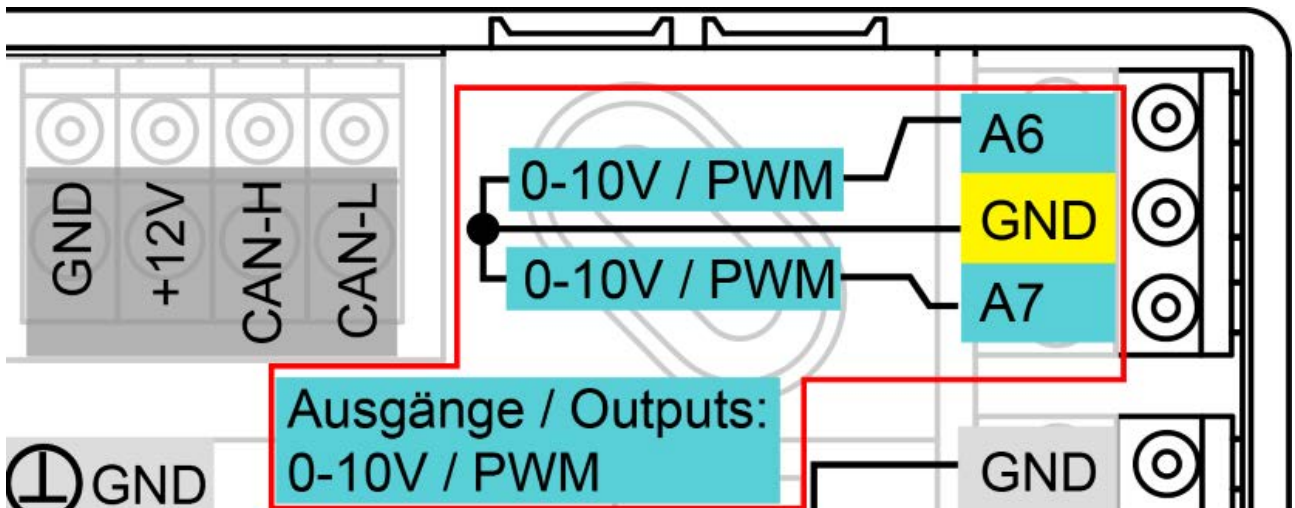 GND
+12V
CAN-H
CAN-L
0-10V / PWM
0-10V / PWM
A6
GND
A7
Ausgänge / Outputs:
0-10V / PWM
GND
GND